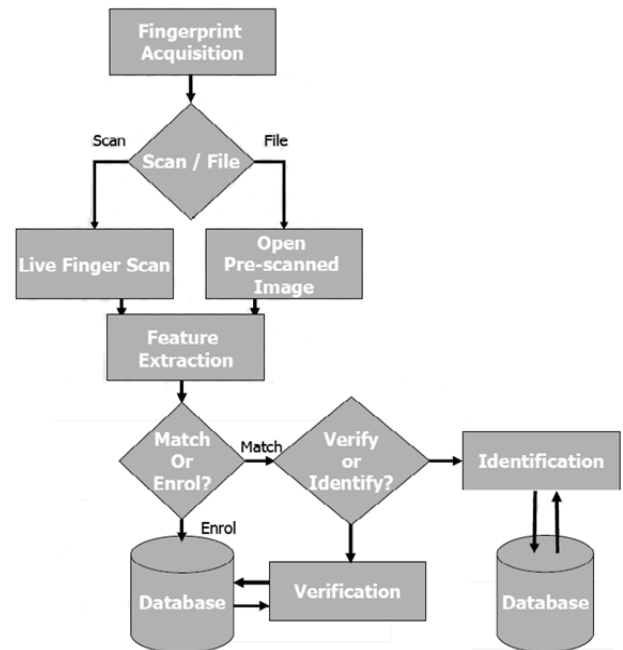 Fingerprint
Acquisition
Scan
File
Scan / File
Live Finger Scan
Open
Pre-scanned
Image
Feature
Extraction
Match
Or
Enrol?
Match
Verify
or
Identify?
Identification
Enrol
Database
Verification
Database